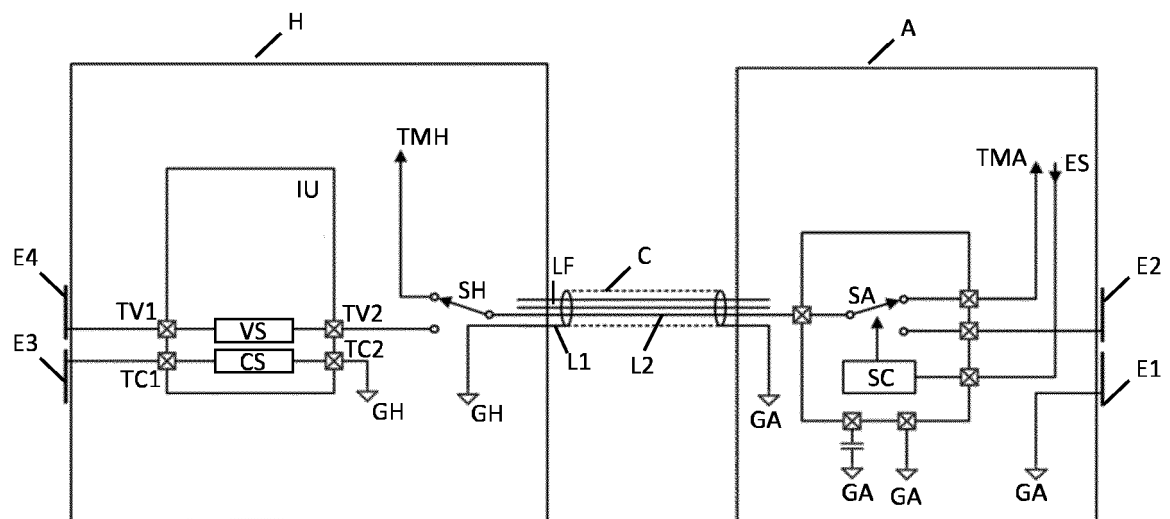 H
A
TMH
TMA
ES
IU
E4
LF
C
E2
SH
SA
TV1
VS
TV2
E3
CS
TC2
L1
L2
SC
E1
TC1
GH
GH
GA
GA
GA
GA